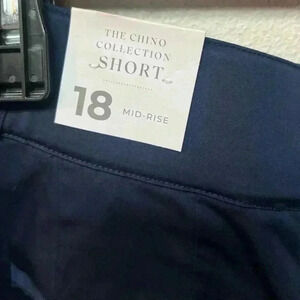 THE CHINO
COLLECTION
SHORT
18 MID-RISE